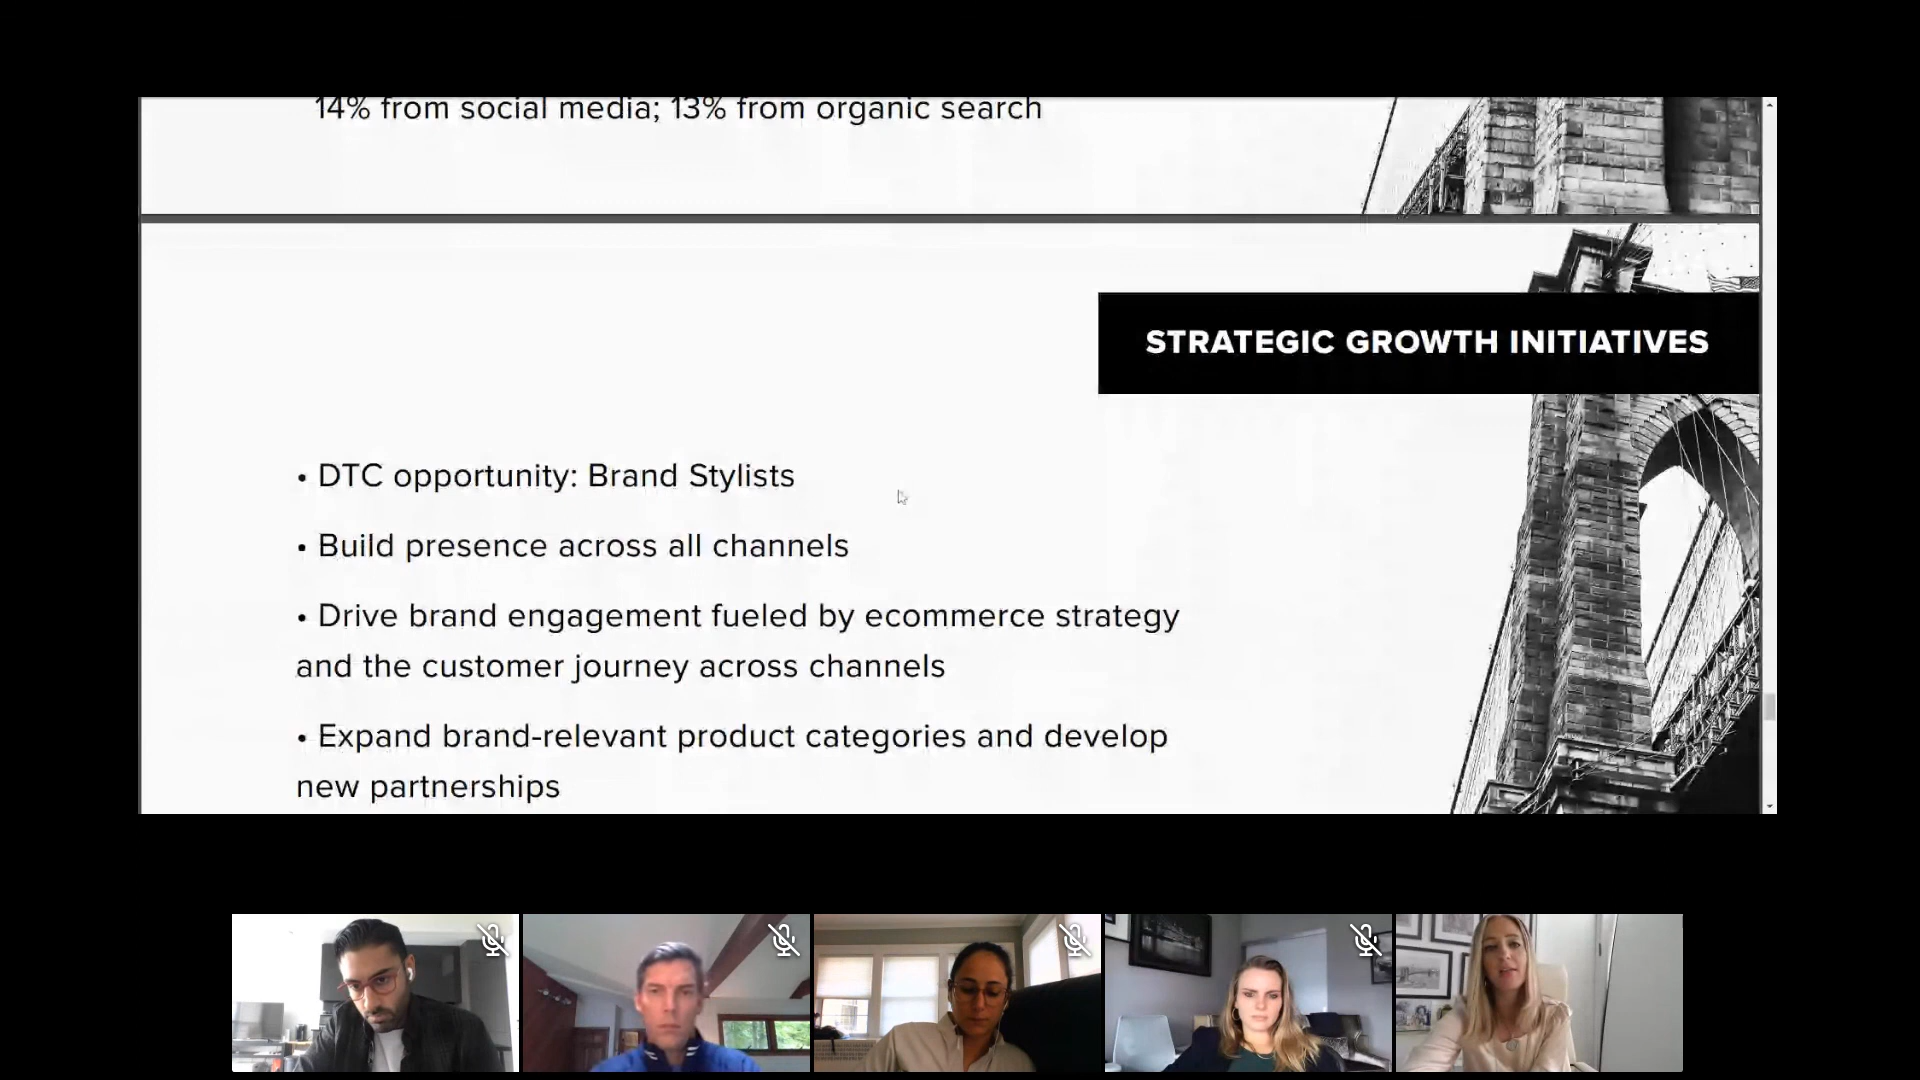 14% from social media; 13% from organic search
STRATEGIC GROWTH INITIATIVES
• DTC opportunity: Brand Stylists
• Build presence across all channels
• Drive brand engagement fueled by ecommerce strategy
and the customer journey across channels
• Expand brand-relevant product categories and develop
new partnerships